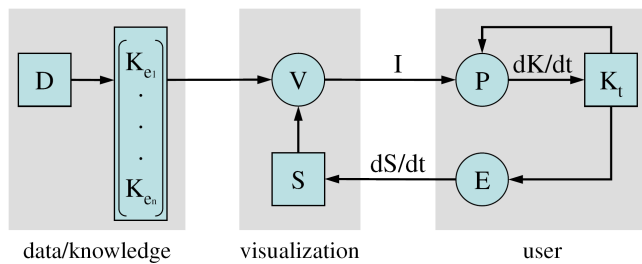 D
K e1
.
.
.
K en
V
I
P
dK/dt
K t
S
dS/dt
E
data/knowledge
visualization
user